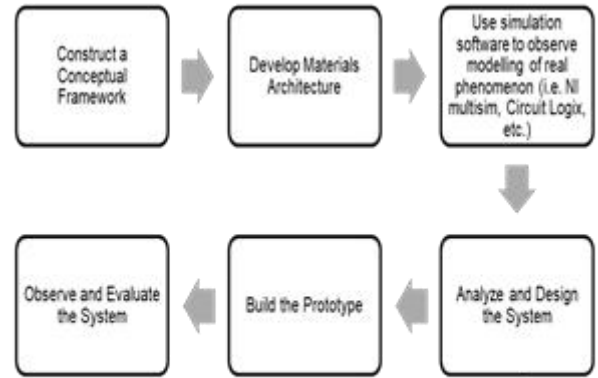 Construct a
Conceptual
Framework
Develop Materials
Architecture
Use simulation
software to observe
modelling of real
phenomenon (i.e. NI
multisim, Circuit Logix,
etc.)
Analyze and Design
the System
Build the Prototype
Observe and Evaluate
the System